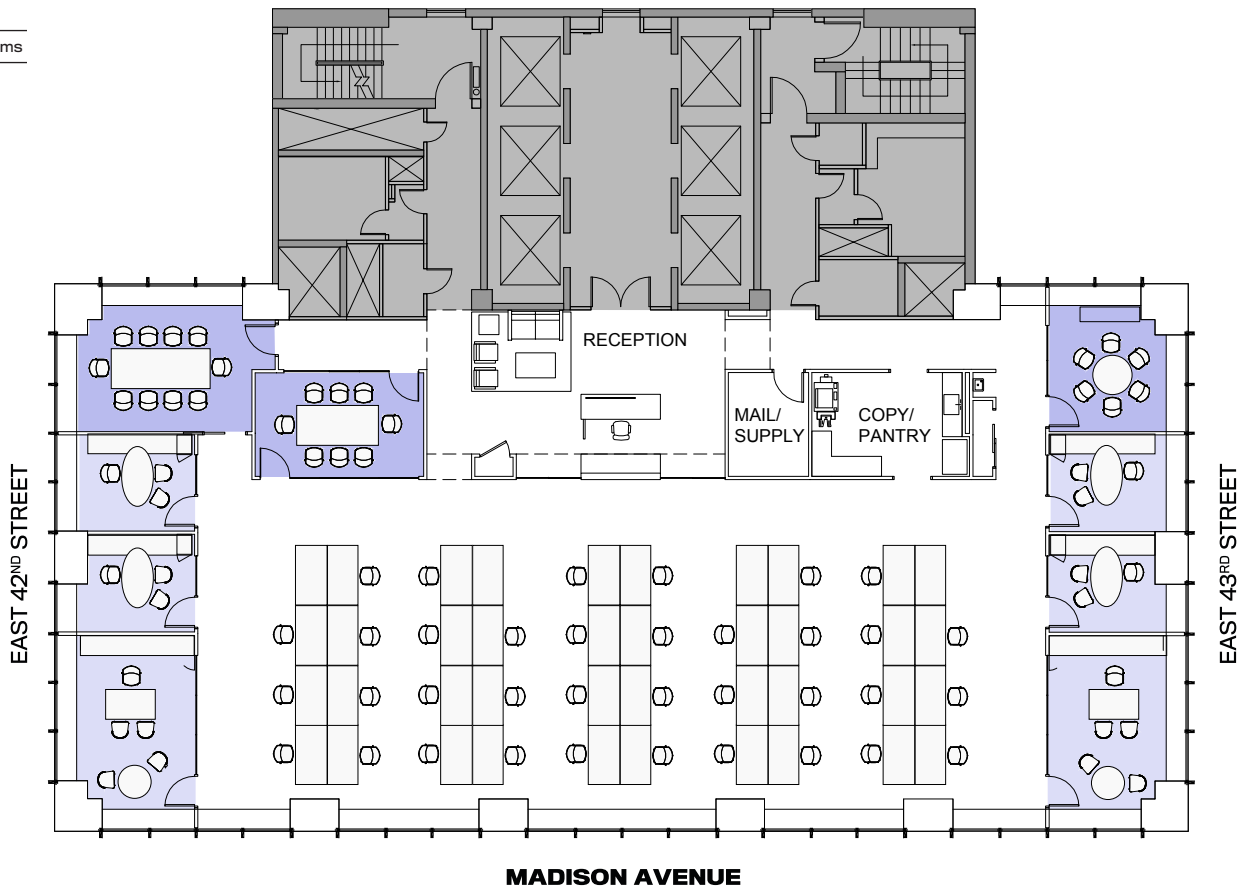 ms
RECEPTION
MAIL/
SUPPLY
COPY/
PANTRY
EAST 42ND STREET
EAST 43RD STREET
MADISON AVENUE